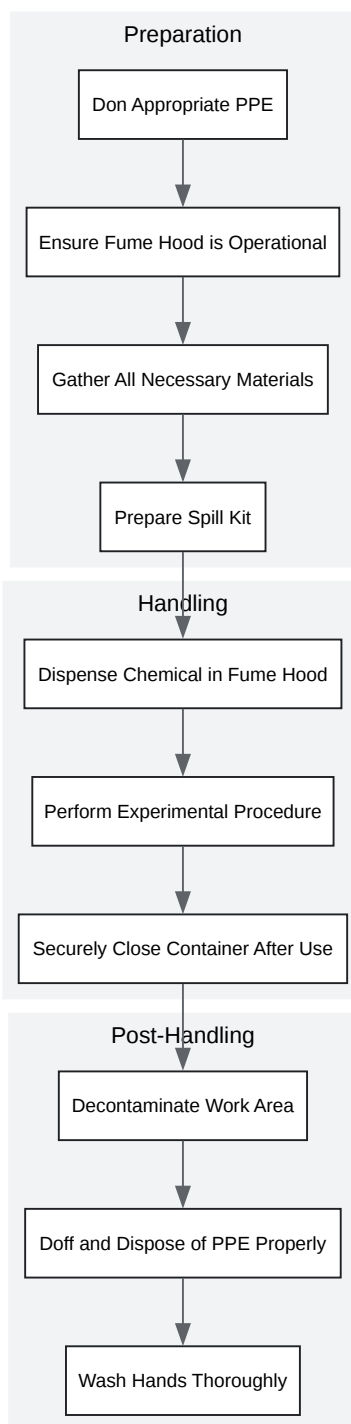 Preparation
Don Appropriate PPE
Ensure Fume Hood is Operational
Gather All Necessary Materials
Prepare Spill Kit
Handling
Dispense Chemical in Fume Hood
Perform Experimental Procedure
Securely Close Container After Use
Post-Handling
Decontaminate Work Area
Doff and Dispose of PPE Properly
Wash Hands Thoroughly